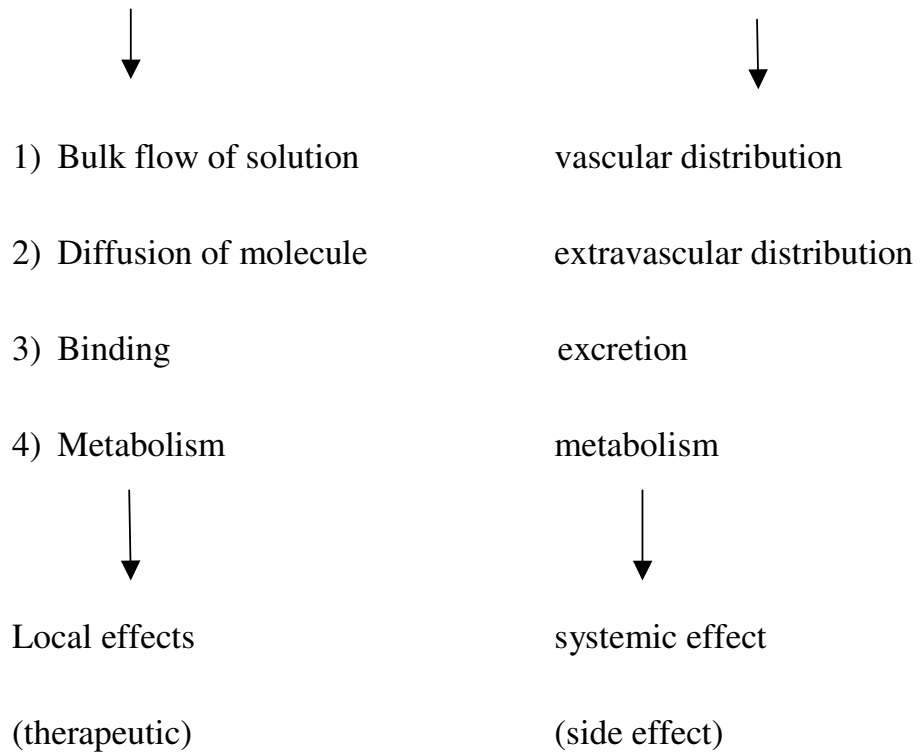 1) Bulk flow of solution vascular distribution
2) Diffusion of molecule extravascular distribution
3) Binding excretion
4) Metabolism metabolism
Local effects systemic effect
(therapeutic) (side effect)